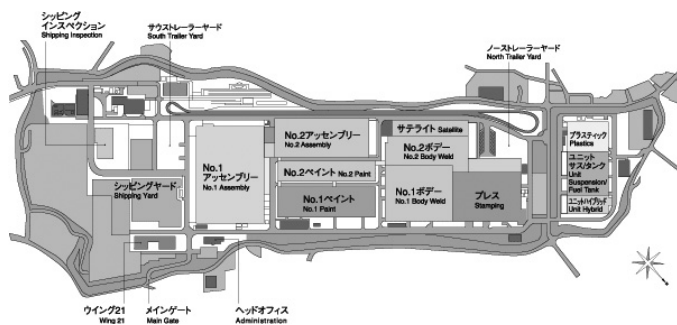 シッピング
インスペクション
Shipping Inspection
サウストレーラーヤード
South Trailer Yard
ノーストレーラーヤード
North Trailer Yard
No.2アッセンブリー
No.2 Assembly
サテライト Satellite
No.2ボデー
No.2 Body Weld
プラスティック
Plastics
No.1
アッセンブリー
No.1 Assembly
No.2ペイント No.2 Paint
ユニット
サス/タンク
Unit
Suspension/
Fuel Tank
シッピングヤード
Shipping Yard
No.1ペイント
No.1 Paint
No.1ボデー
No.1 Body Weld
プレス
Stamping
ユニットハイブリッド
Unit Hybrid
ウイング21
Wing 21
メインゲート
Main Gate
ヘッドオフィス
Administration